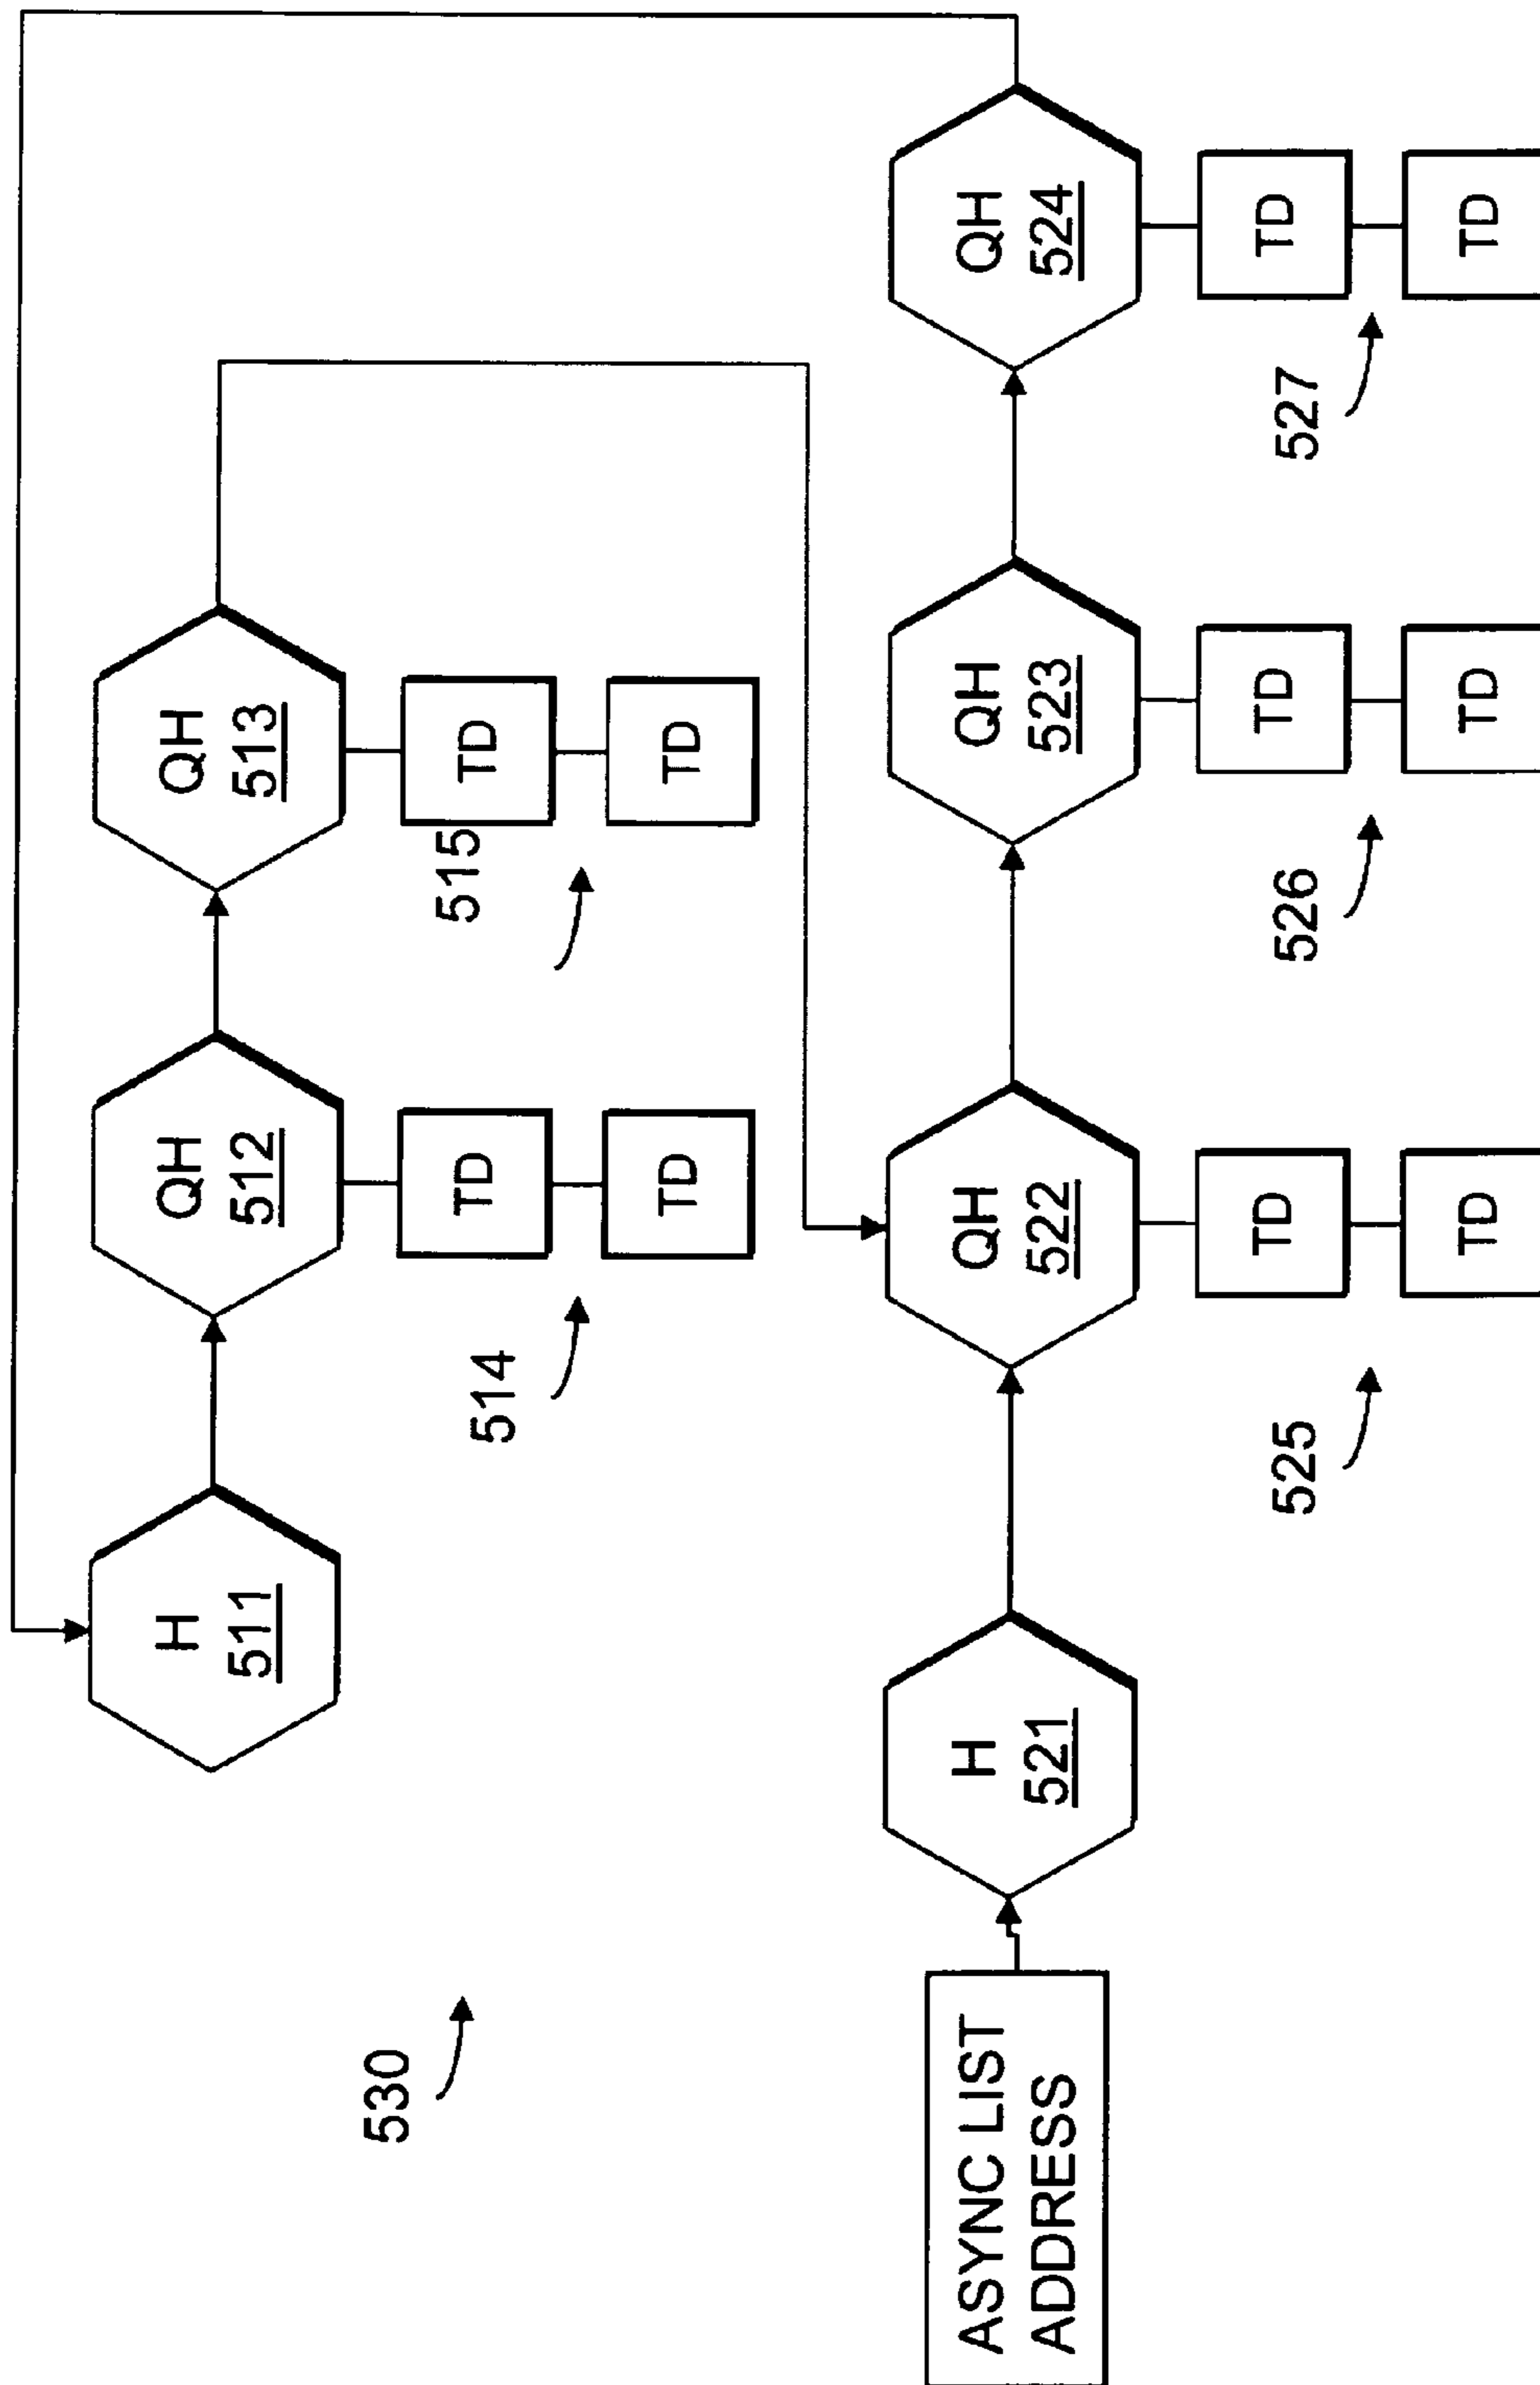 530
H
511
QH
512
QH
513
514
TD
TD
515
TD
TD
ASYNC LIST
ADDRESS
H
521
QH
522
QH
523
QH
524
525
TD
TD
526
TD
TD
527
TD
TD